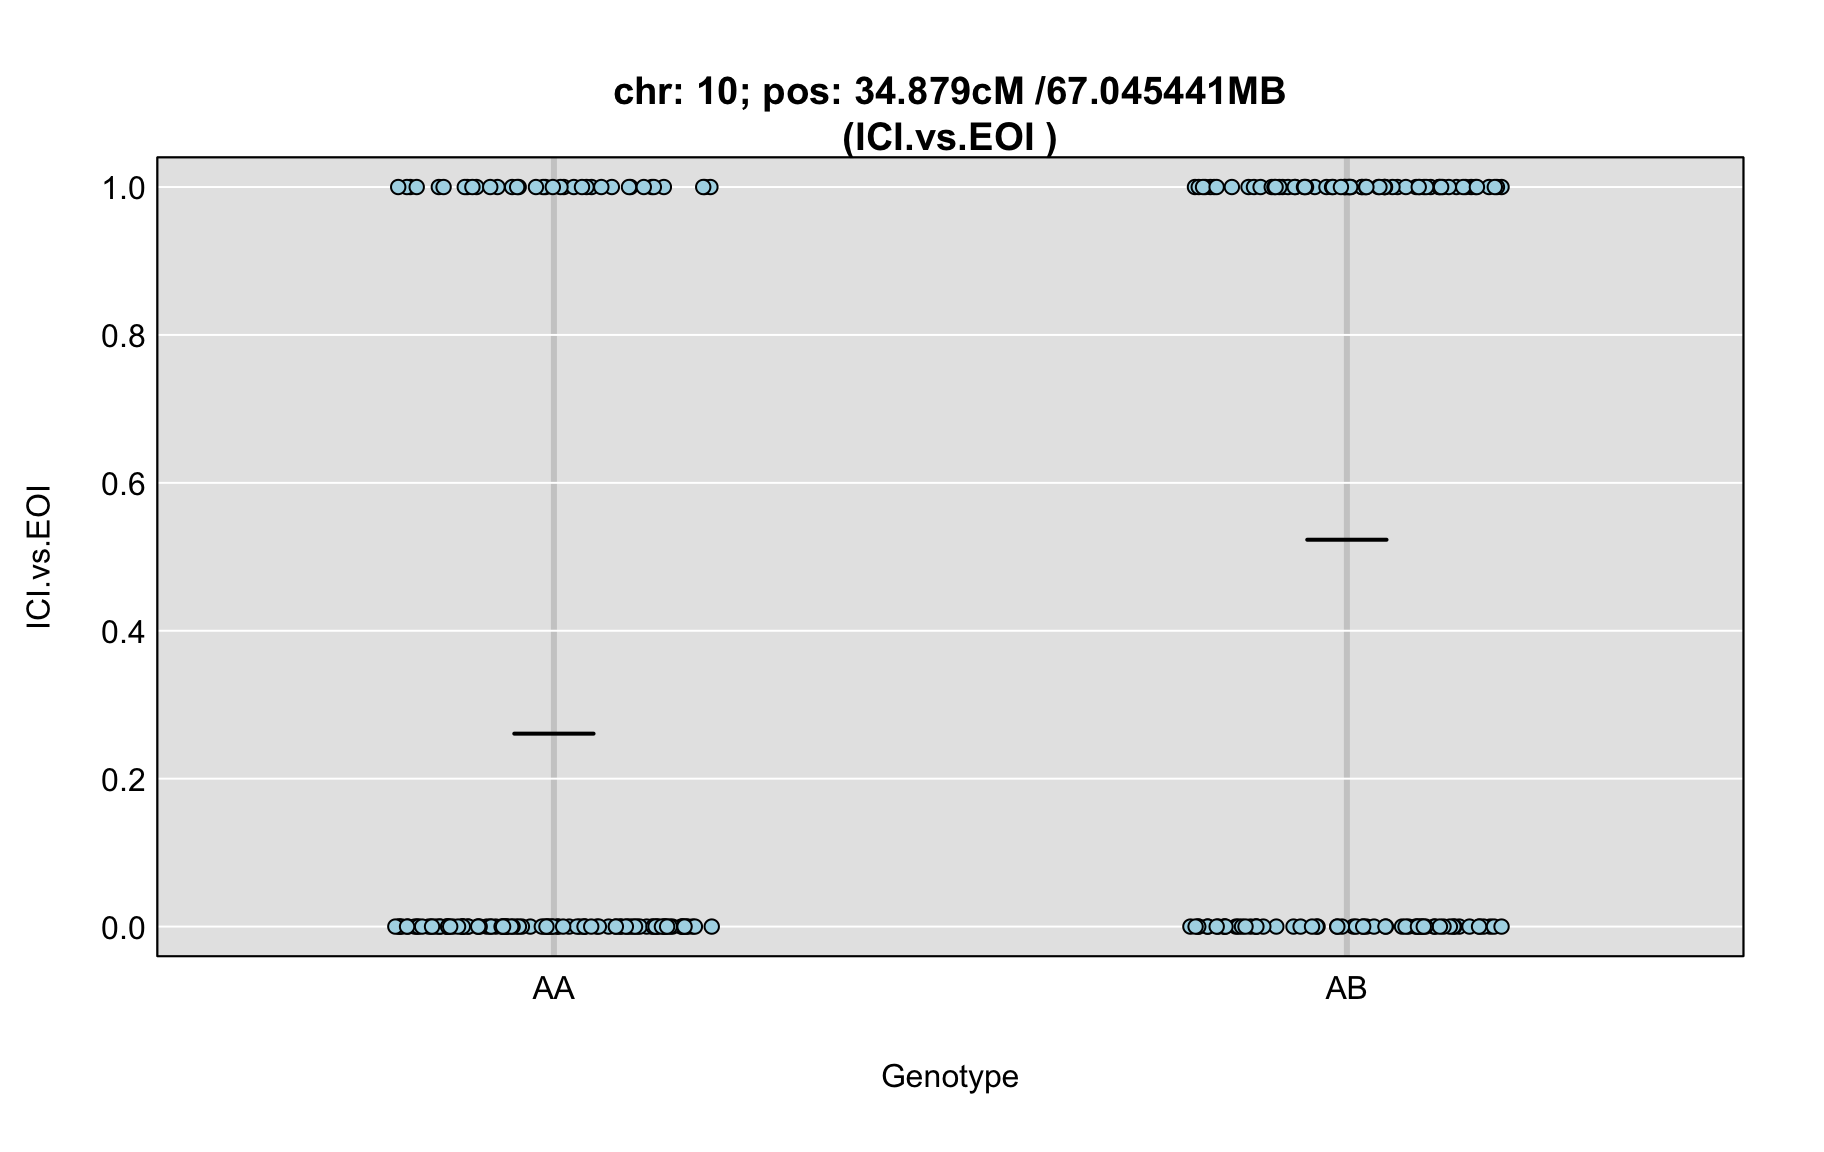 chr: 10; pos: 34.879cM /67.045441MB
(ICI.vs.EOI )
ICI.vs.EOI
1.0
0.8
0.6
0.4
0.2
0.0
AA
AB
Genotype